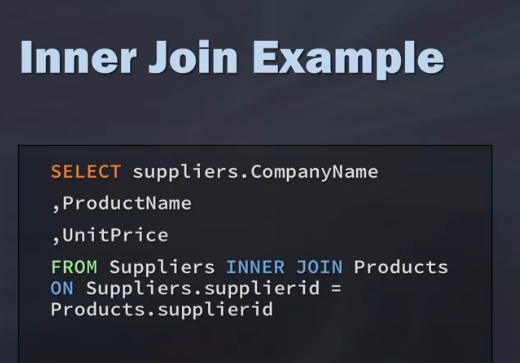 Inner Join Example
SELECT suppliers.CompanyName
,ProductName
,UnitPrice
FROM Suppliers INNER JOIN Products
ON Suppliers.supplierid =
Products.supplierid